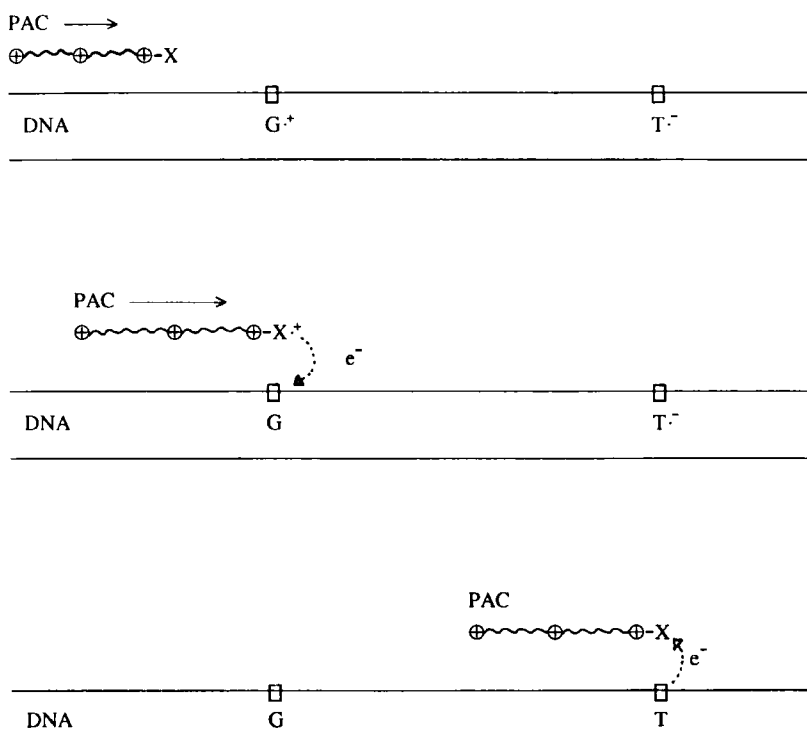 PAC
⊕ ⊕ ⊕-X
DNA G·⁺ T·⁻
PAC
⊕ ⊕ ⊕-X·⁺
e⁻
DNA G T·⁻
PAC
⊕ ⊕ ⊕-X
e⁻
DNA G T